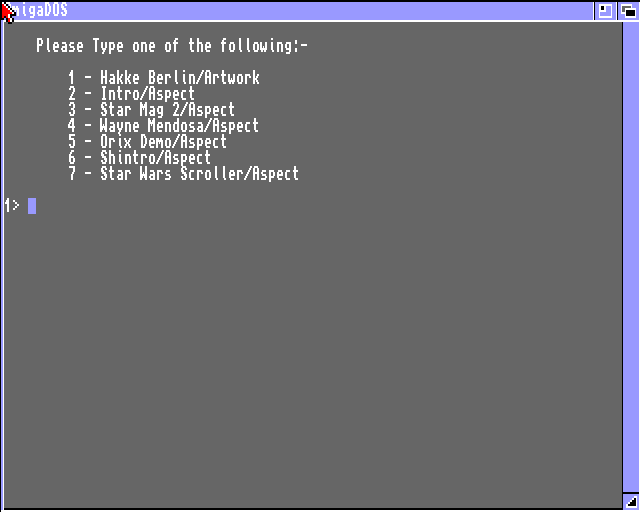 migaDOS
Please Type one of the following:-
1 - Hakke Berlin/Artwork
2 - Intro/Aspect
3 - Star Mag 2/Aspect
4 - Wayne Mendosa/Aspect
5 - Orix Demo/Aspect
6 - Shintro/Aspect
7 - Star Wars Scroller/Aspect
1>